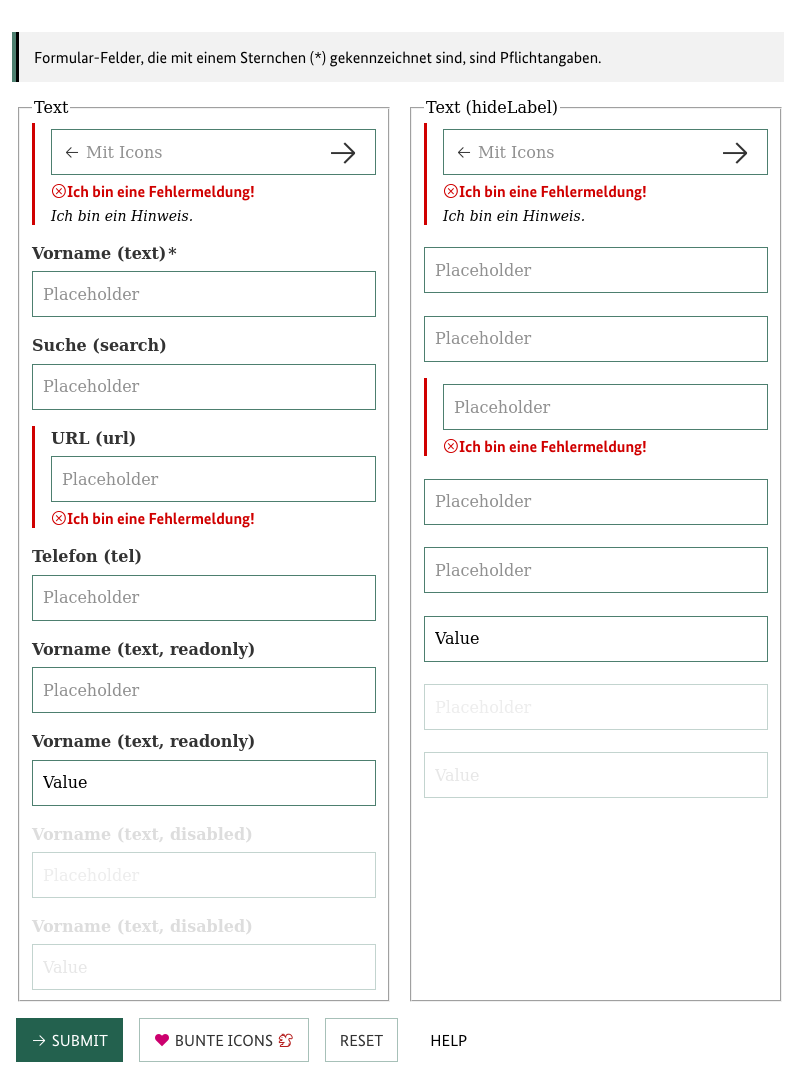 Formular-Felder, die mit einem Sternchen (*) gekennzeichnet sind, sind Pflichtangaben.
Text
Mit Icons
Ich bin eine Fehlermeldung!
Ich bin ein Hinweis.
Vorname (text)*
Placeholder
Suche (search)
Placeholder
URL (url)
Placeholder
Ich bin eine Fehlermeldung!
Telefon (tel)
Placeholder
Vorname (text, readonly)
Placeholder
Vorname (text, readonly)
Value
Vorname (text, disabled)
Placeholder
Vorname (text, disabled)
Value
Text (hideLabel)
Mit Icons
Ich bin eine Fehlermeldung!
Ich bin ein Hinweis.
Placeholder
Placeholder
Placeholder
Ich bin eine Fehlermeldung!
Placeholder
Placeholder
Value
Placeholder
Value
SUBMIT
BUNTE ICONS
RESET
HELP